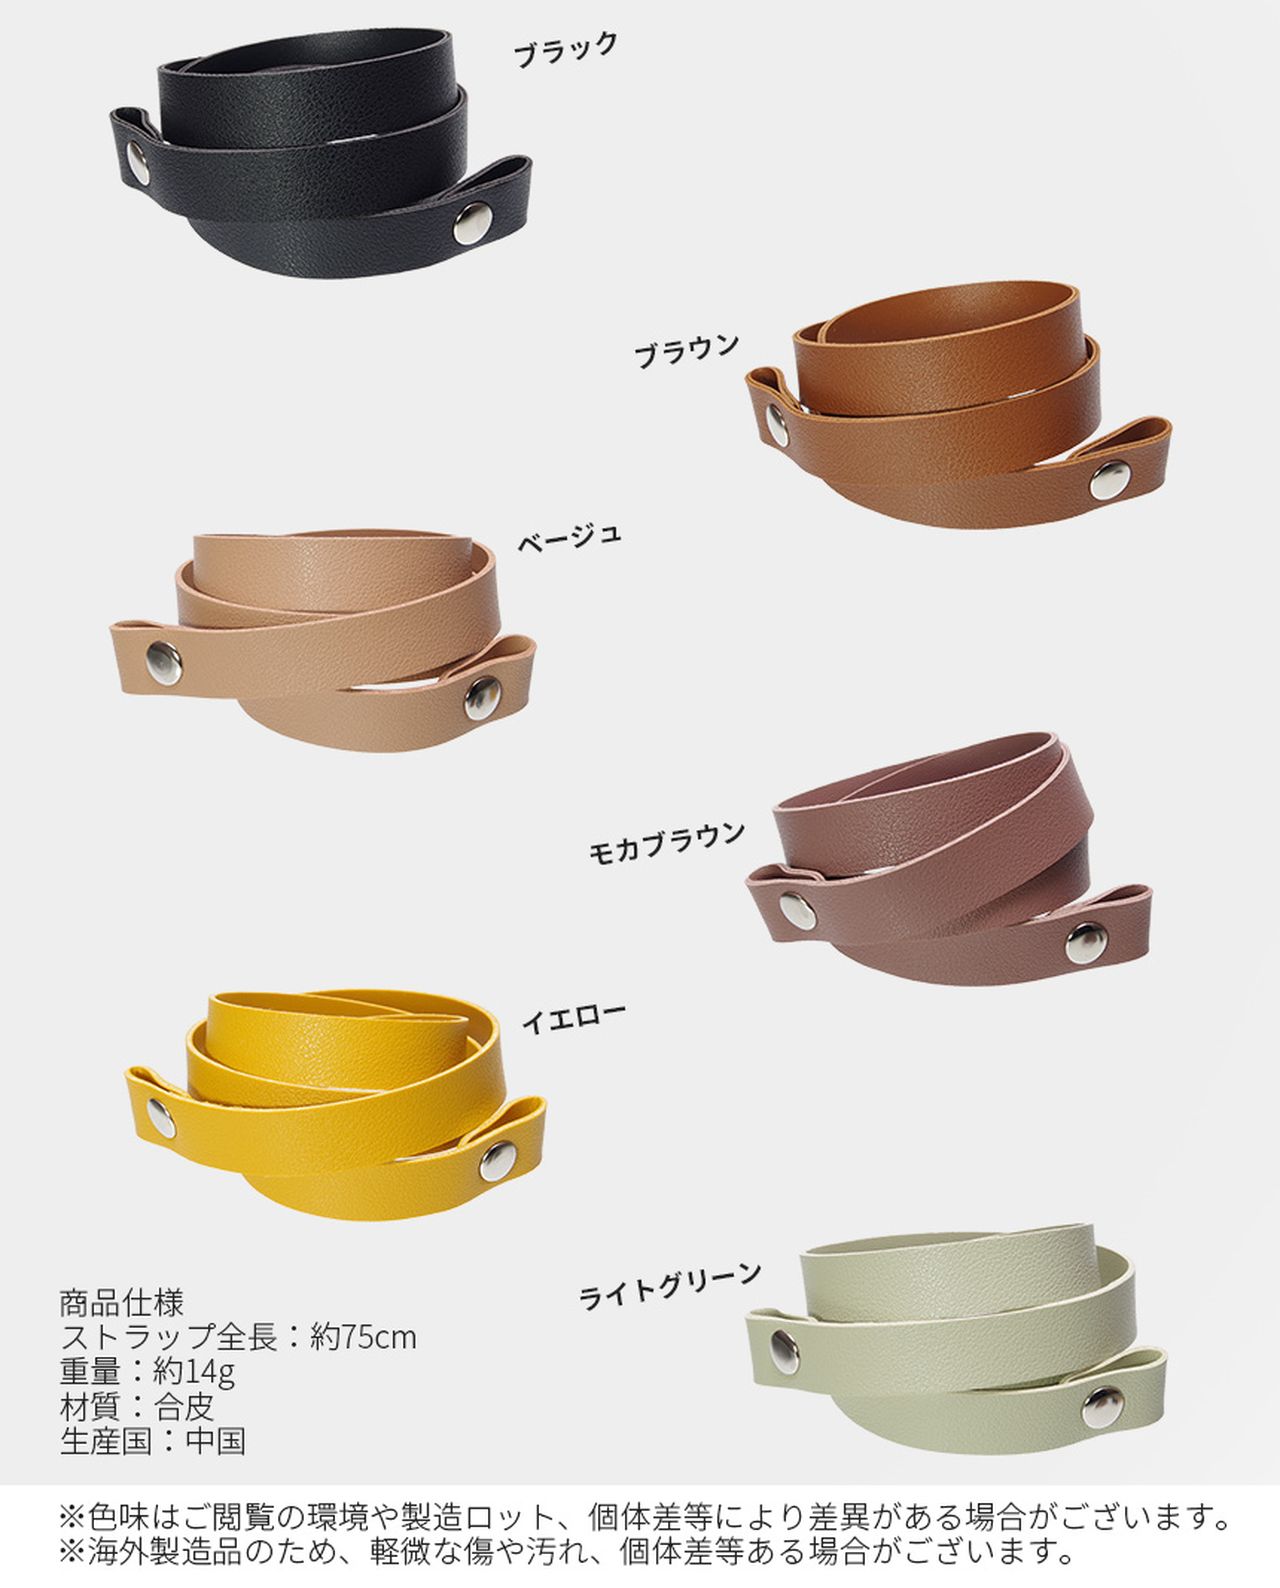 ブラック
ブラウン
ベージュ
モカブラウン
イエロー
ライトグリーン
商品仕様
ストラップ全長：約75cm
重量：約14g
材質：合皮
生産国：中国
※色味はご閲覧の環境や製造ロット、個体差等により差異がある場合がございます。
※海外製造品のため、軽微な傷や汚れ、個体差等ある場合がございます。